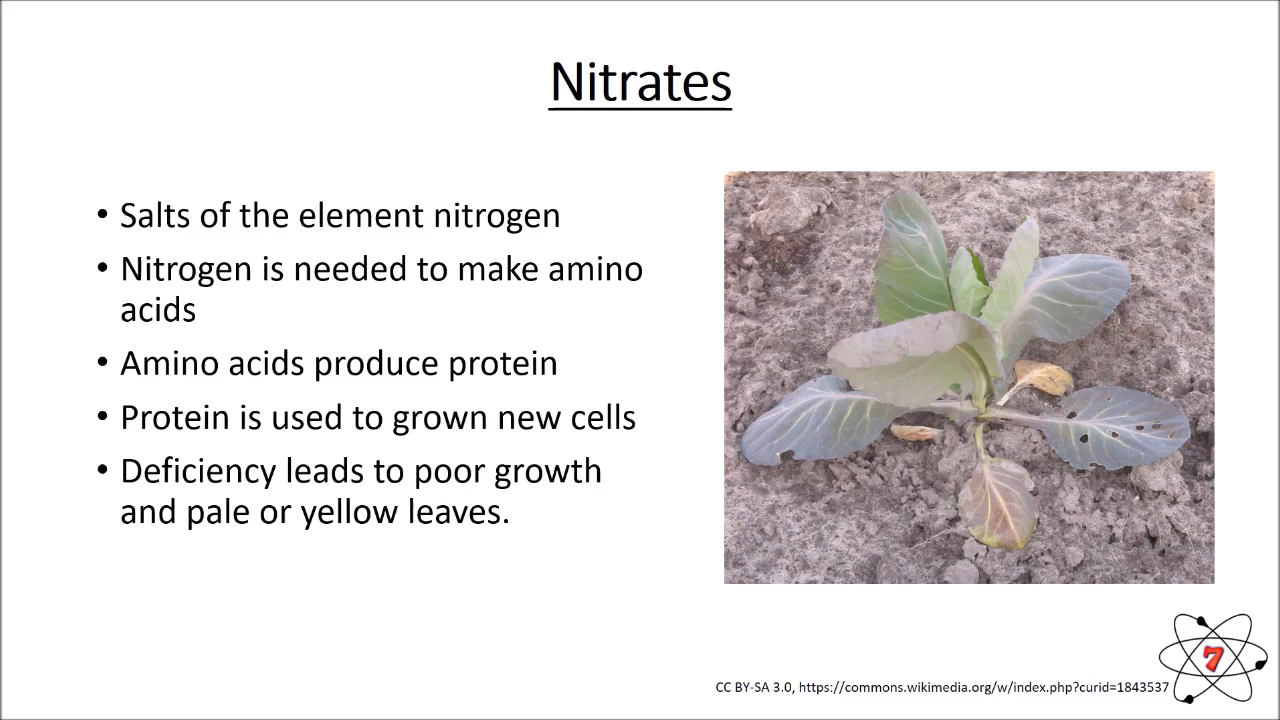 Nitrates
• Salts of the element nitrogen
• Nitrogen is needed to make amino
acids
• Amino acids produce protein
• Protein is used to grown new cells
• Deficiency leads to poor growth
and pale or yellow leaves.
7
CC BY-SA 3.0, https://commons.wikimedia.org/w/index.php?curid=1843537